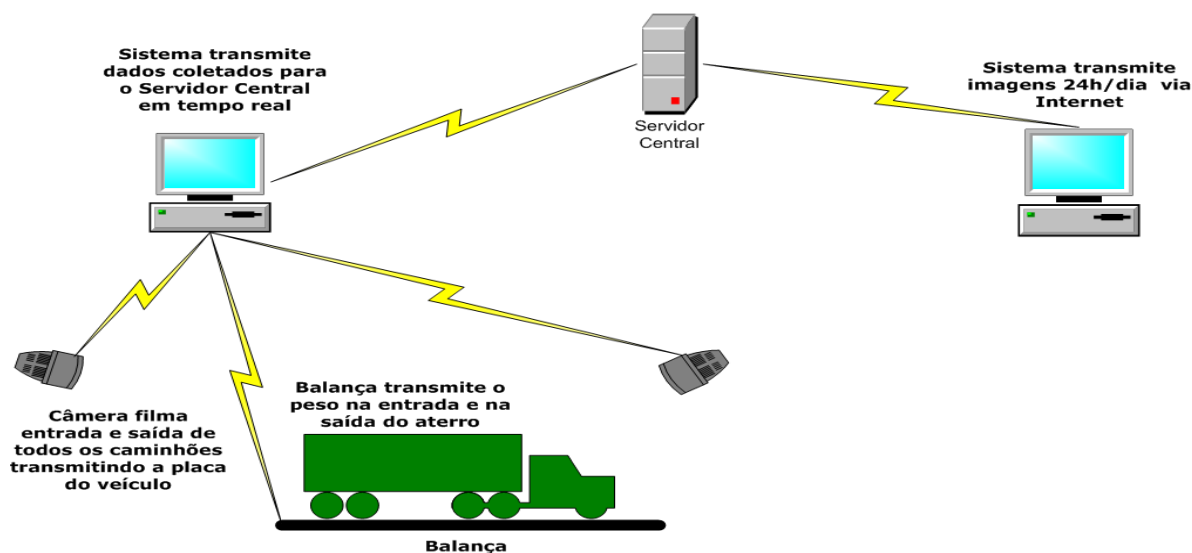 Sistema transmite
dados coletados para
o Servidor Central
em tempo real
Servidor
Central
Sistema transmite
imagens 24h/dia via
Internet
Câmera filma
entrada e saída de
todos os caminhões
transmitindo a placa
do veículo
Balança transmite o
peso na entrada e na
saída do aterro
Balança